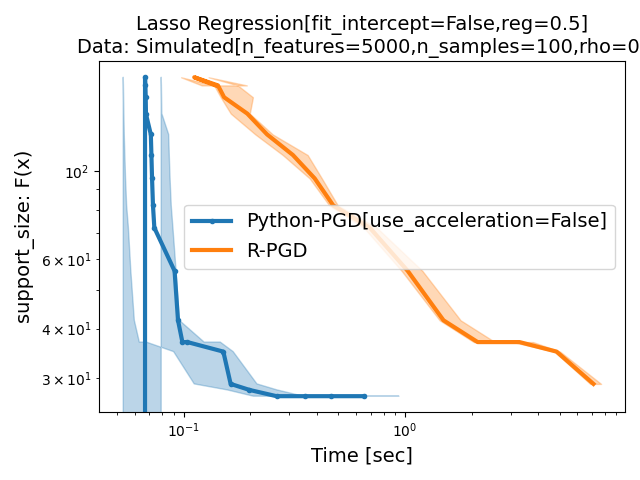 Lasso Regression[fit_intercept=False,reg=0.5]
Data: Simulated[n_features=5000,n_samples=100,rho=0
support_size: F(x)
10²
6 × 10¹
4 × 10¹
3 × 10¹
Python-PGD[use_acceleration=False]
R-PGD
10⁻¹
10⁰
Time [sec]